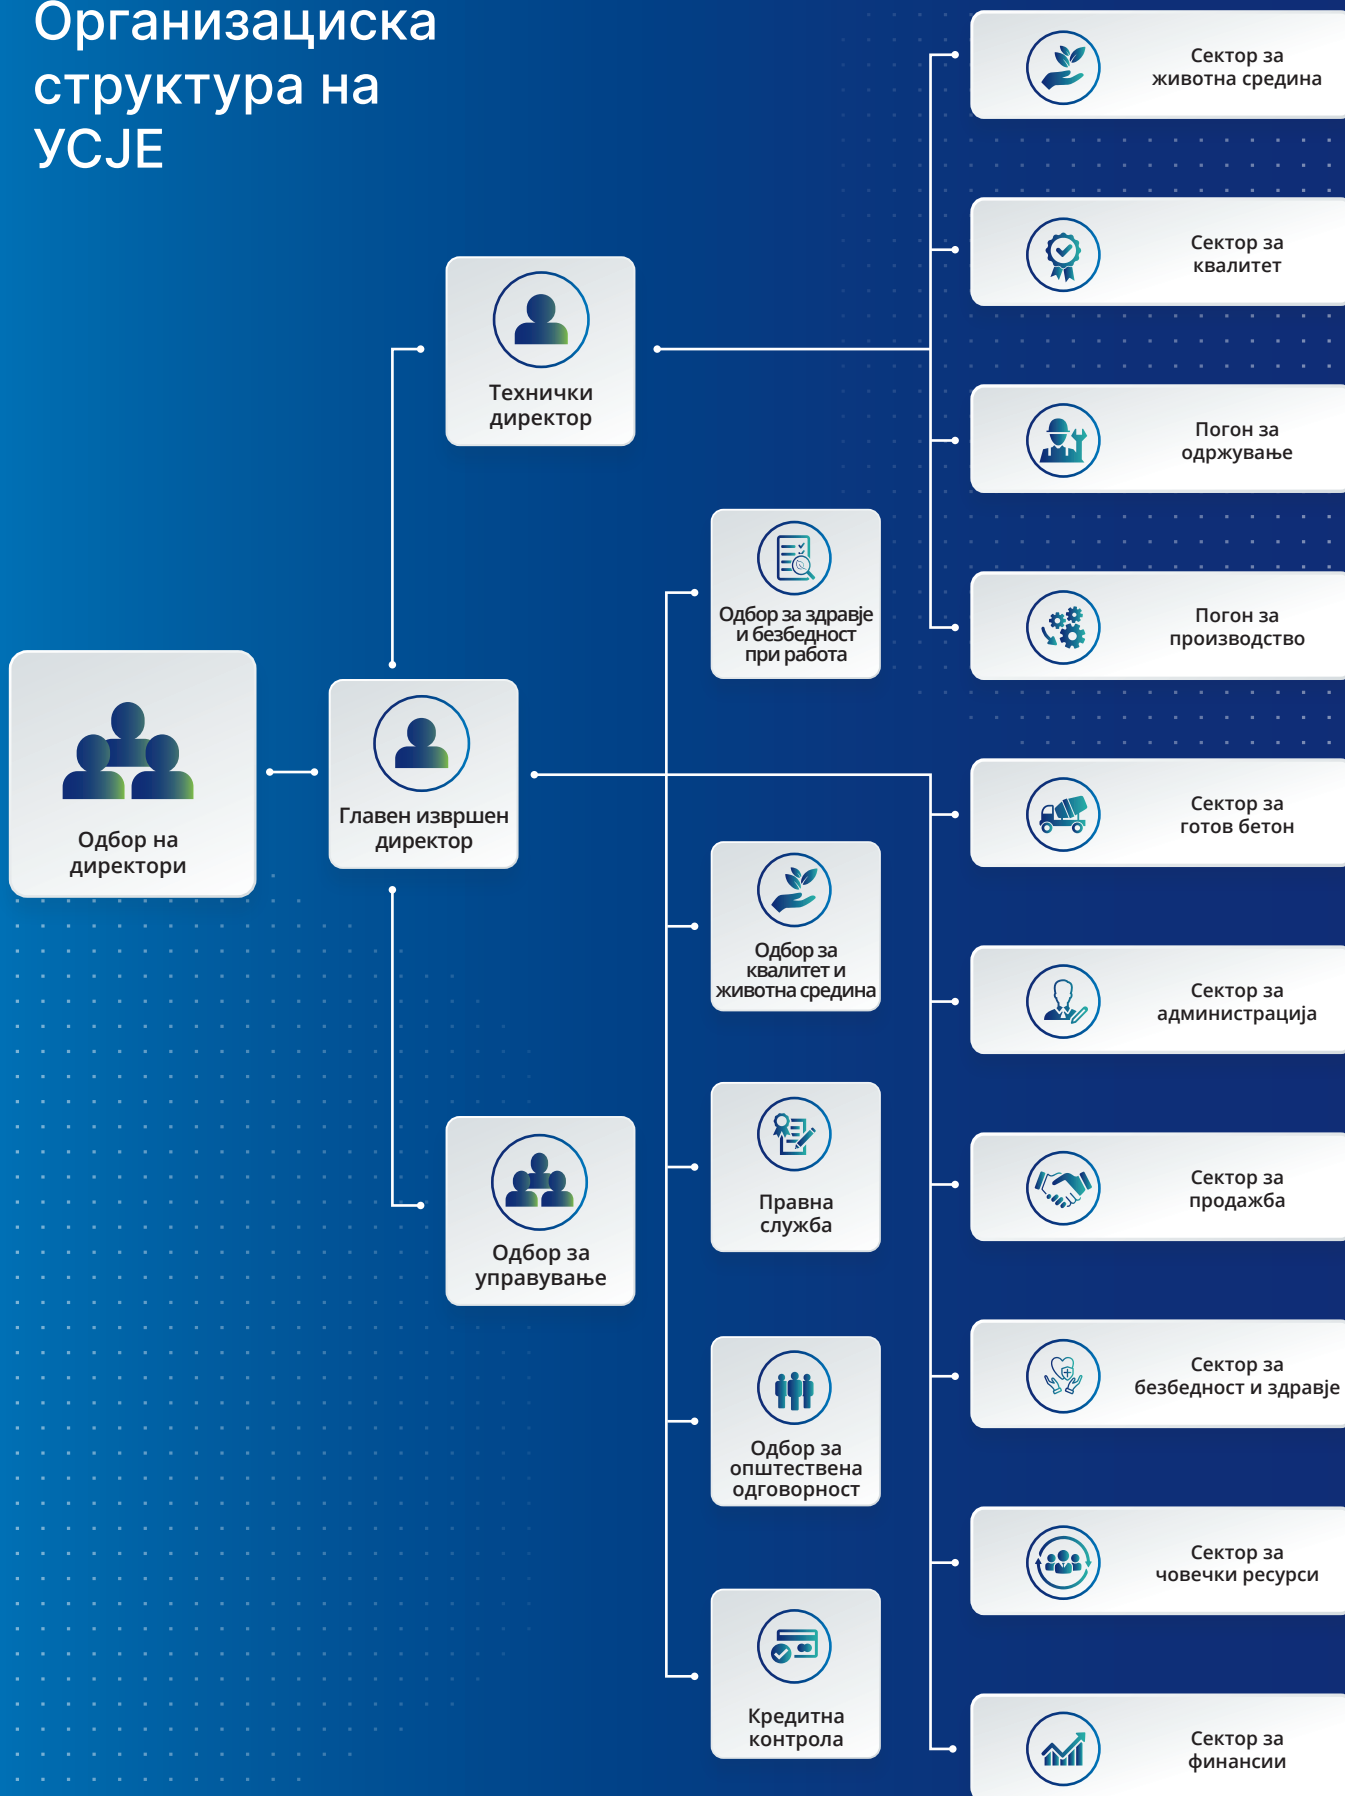 Организациска
структура на
УСЈЕ
Одбор на
директори
Главен извршен
директор
Технички
директор
Одбор за
управување
Одбор за здравје
и безбедност
при работа
Одбор за
квалитет и
животна средина
Правна
служба
Одбор за
општествена
одговорност
Кредитна
контрола
Сектор за
животна средина
Сектор за
квалитет
Погон за
одржување
Погон за
производство
Сектор за
готов бетон
Сектор за
администрација
Сектор за
продажба
Сектор за
безбедност и здравје
Сектор за
човечки ресурси
Сектор за
финансии